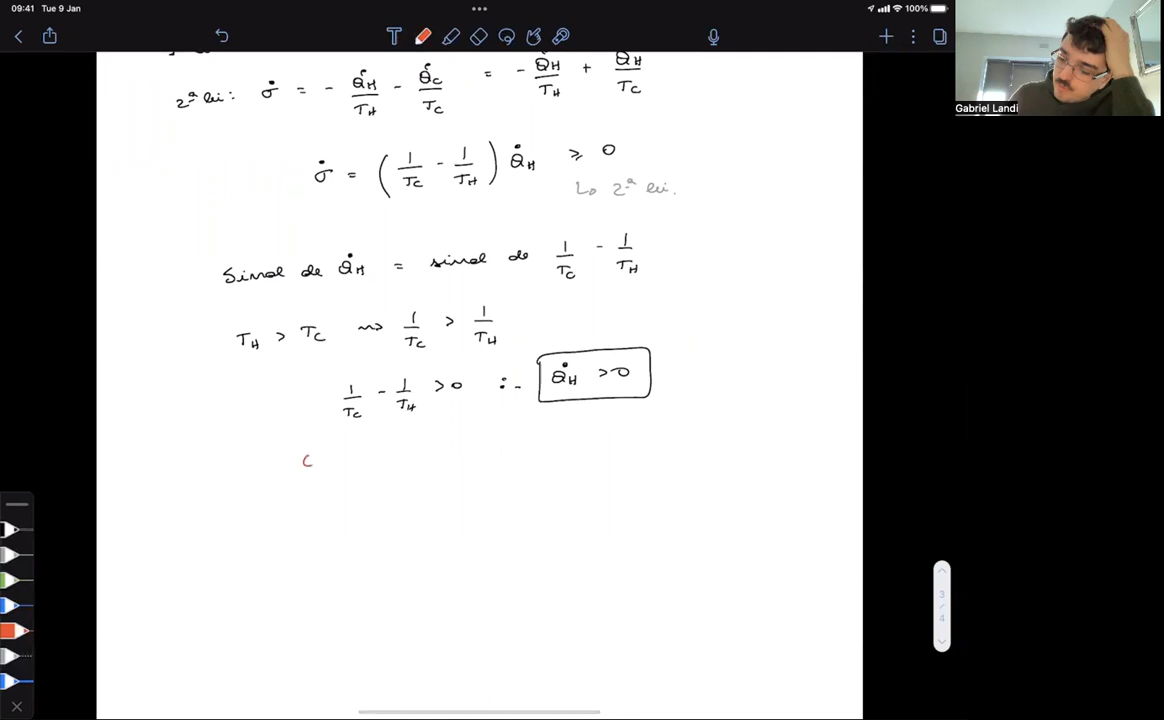 09:41 Tue 9 Jan
100%
T
Gabriel Landi
2ª lei: σ̇ = - Q̇H/TH - Q̇C/TC = - Q̇H/TH + Q̇H/TC
σ̇ = (1/TC - 1/TH) Q̇H ≥ 0
↳ 2ª lei.
Sinal de Q̇H = sinal de 1/TC - 1/TH
TH > TC ⇝ 1/TC > 1/TH
1/TC - 1/TH > 0 ∴ Q̇H > 0
C
3
/
4